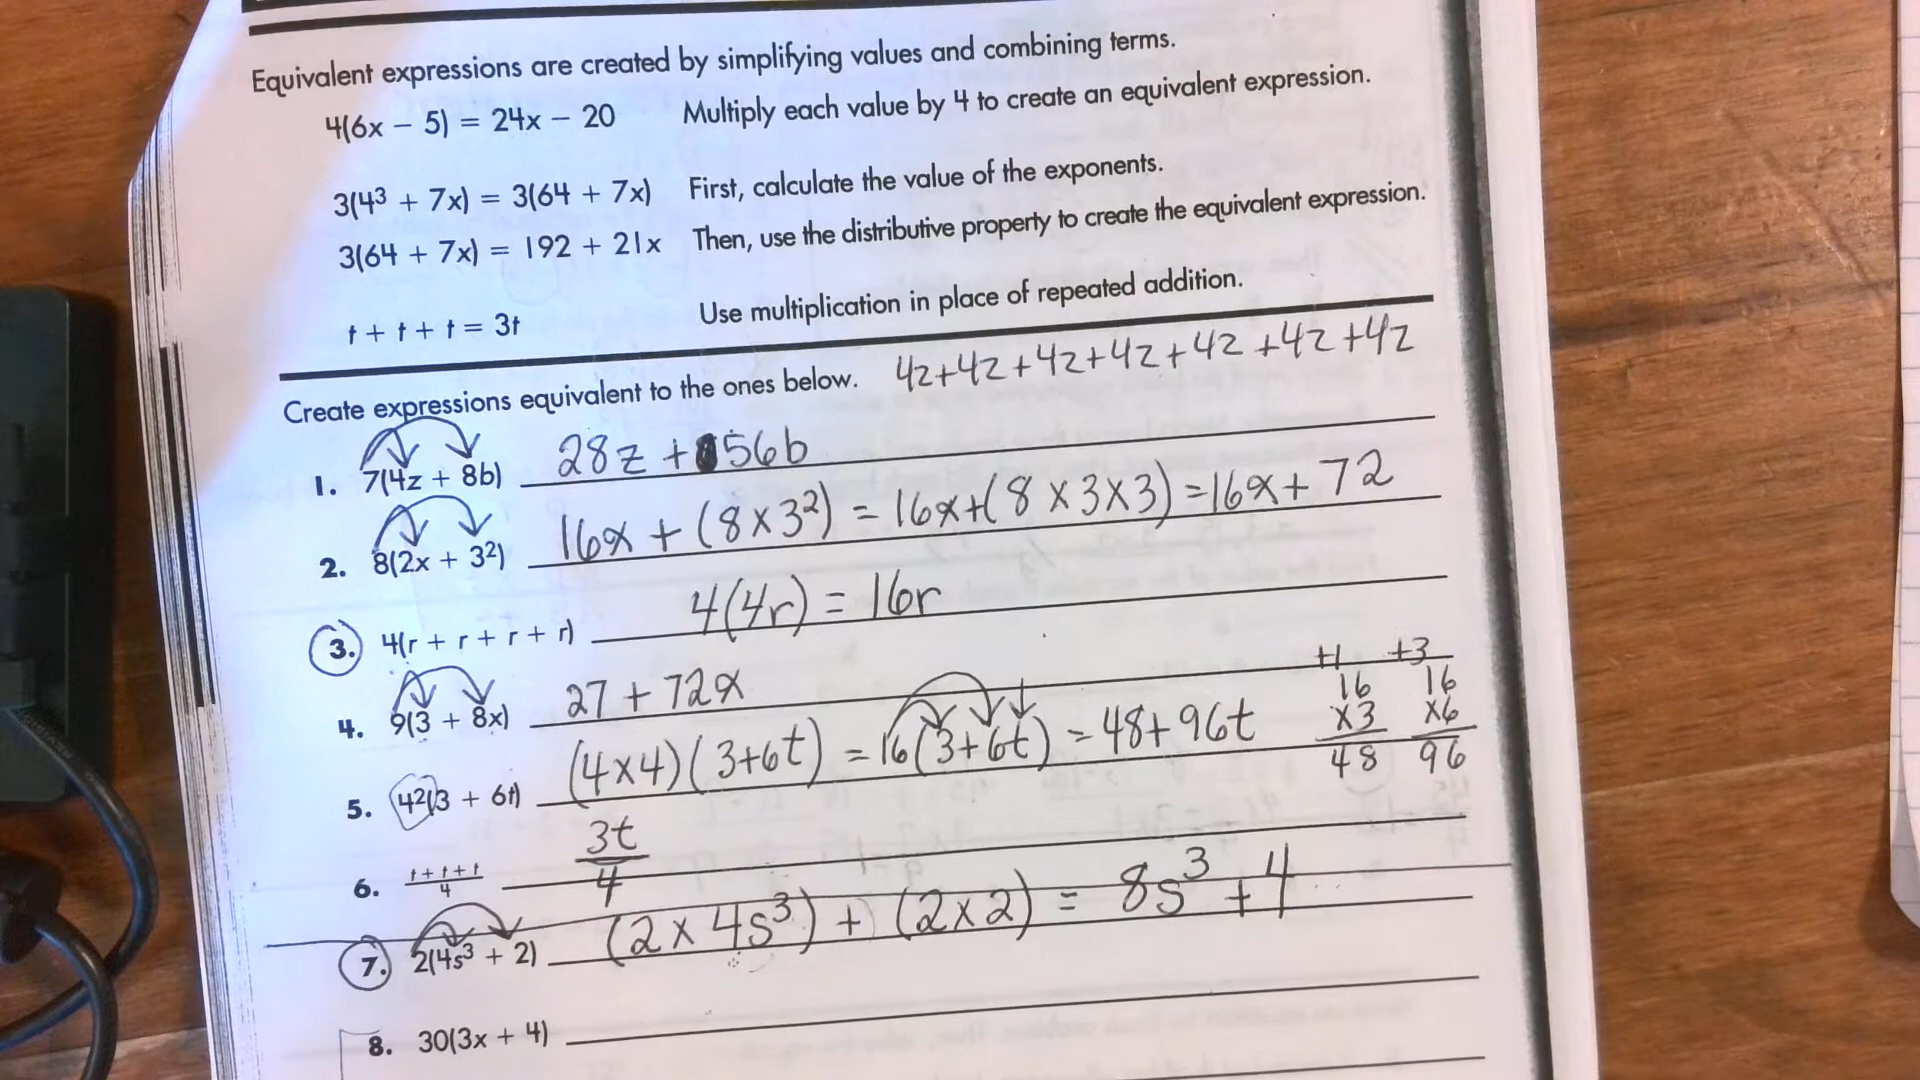 Equivalent expressions are created by simplifying values and combining terms.
4(6x − 5) = 24x − 20 Multiply each value by 4 to create an equivalent expression.
3(4³ + 7x) = 3(64 + 7x) First, calculate the value of the exponents.
3(64 + 7x) = 192 + 21x Then, use the distributive property to create the equivalent expression.
t + t + t = 3t Use multiplication in place of repeated addition.
Create expressions equivalent to the ones below. 4z+4z+4z+4z+4z+4z+4z
1. 7(4z + 8b) 28z + 56b
2. 8(2x + 3²) 16x + (8×3²) = 16x+(8×3×3)=16x+72
3. 4(r + r + r + r) 4(4r) = 16r
4. 9(3 + 8x) 27 + 72x
+1 +3
16 16
×3 ×6
48 96
5. 4²(3 + 6t) (4×4)(3+6t) = 16(3+6t) = 48+96t
6. t + t + t / 4 3t / 4
7. 2(4s³ + 2) (2×4s³) + (2×2) = 8s³ + 4
8. 30(3x + 4)